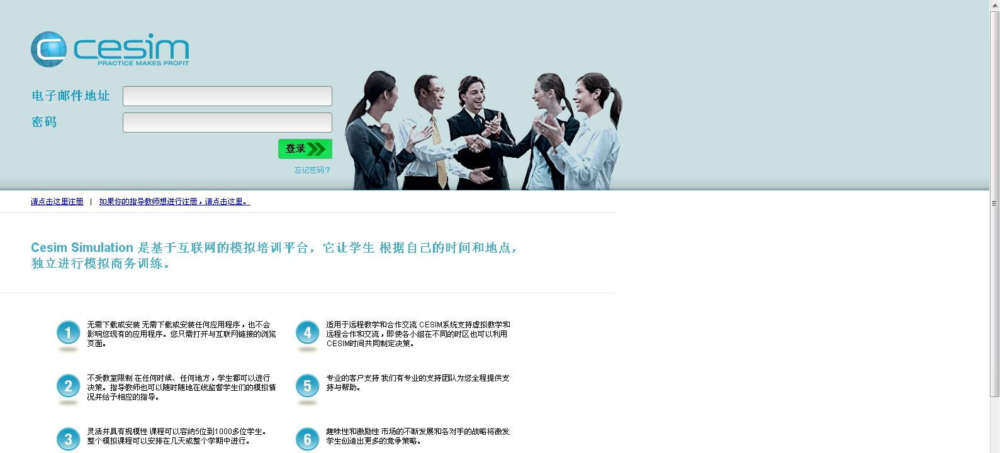 cesim
PRACTICE MAKES PROFIT
电子邮件地址
密码
登录
忘记密码？
请点击这里注册 | 如果你的指导教师想进行注册，请点击这里。
Cesim Simulation 是基于互联网的模拟培训平台，它让学生 根据自己的时间和地点，
独立进行模拟商务训练。
1
无需下载或安装 无需下载或安装任何应用程序，也不会
影响您现有的应用程序。您只需打开与互联网链接的浏览
页面。
4
适用于远程教学和合作交流 CESIM系统支持虚拟教学和
远程合作和交流，即使各小组在不同的时区也可以利用
CESIM时间共同制定决策。
2
不受教室限制 在任何时候、任何地方，学生都可以进行
决策。指导教师也可以随时随地在线监督学生们的模拟情
况并给予相应的指导。
5
专业的客户支持 我们有专业的支持团队为您全程提供支
持与帮助。
3
灵活并具有规模性 课程可以容纳5位到1000多位学生。
整个模拟课程可以安排在几天或整个学期中进行。
6
趣味性和激励性 市场的不断发展和各对手的战略将激发
学生创造出更多的竞争策略。